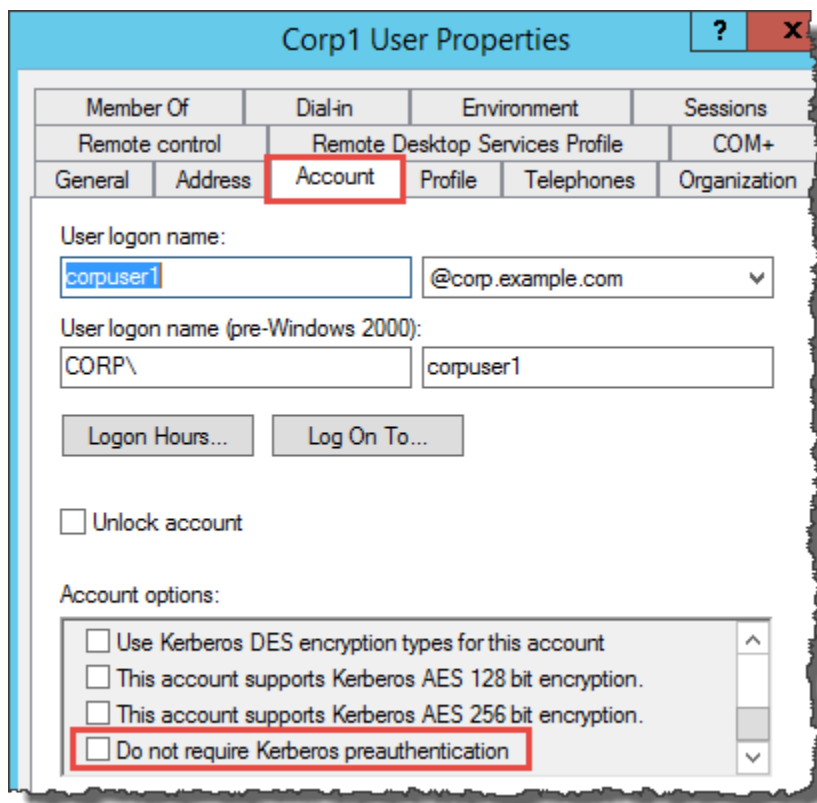 Corp1 User Properties
? x
Member Of Dial-in Environment Sessions
Remote control Remote Desktop Services Profile COM+
General Address Account Profile Telephones Organization
User logon name:
corpuser1 @corp.example.com
User logon name (pre-Windows 2000):
CORP\ corpuser1
Logon Hours... Log On To...
Unlock account
Account options:
Use Kerberos DES encryption types for this account
This account supports Kerberos AES 128 bit encryption.
This account supports Kerberos AES 256 bit encryption.
Do not require Kerberos preauthentication